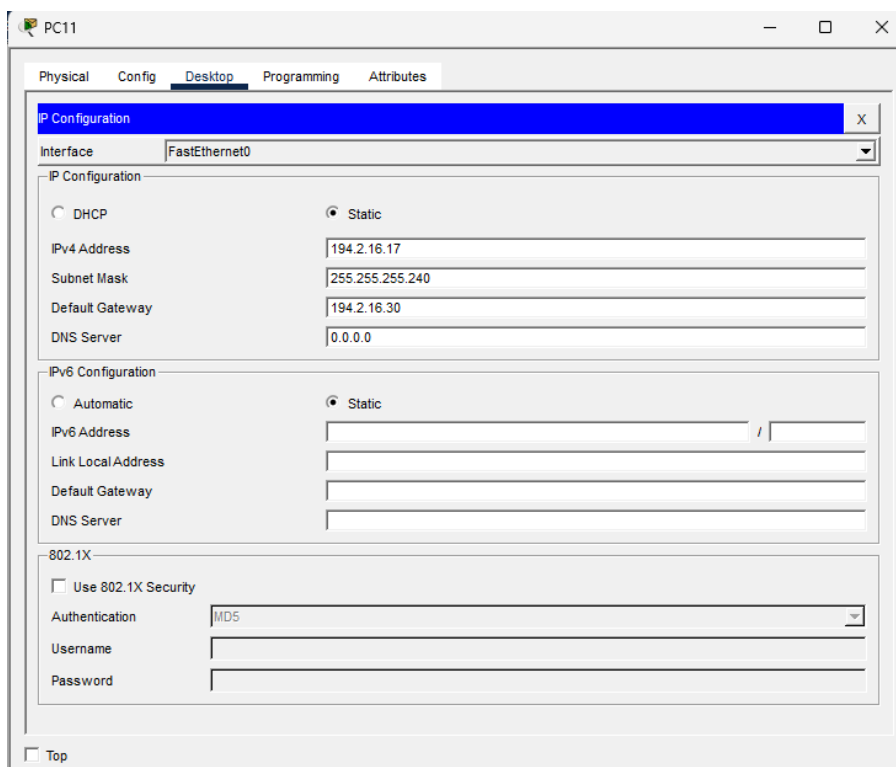 PC11
Physical Config Desktop Programming Attributes
IP Configuration X
Interface FastEthernet0
IP Configuration
DHCP Static
IPv4 Address 194.2.16.17
Subnet Mask 255.255.255.240
Default Gateway 194.2.16.30
DNS Server 0.0.0.0
IPv6 Configuration
Automatic Static
IPv6 Address /
Link Local Address
Default Gateway
DNS Server
802.1X
Use 802.1X Security
Authentication MD5
Username
Password
Top